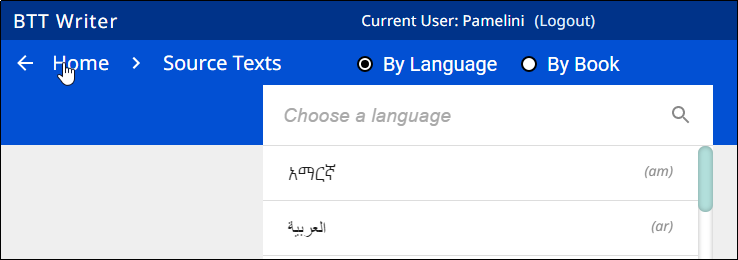 BTT Writer Current User: Pamelini (Logout)
Home Source Texts By Language By Book
Choose a language
አማርኛ (am)
العربية (ar)